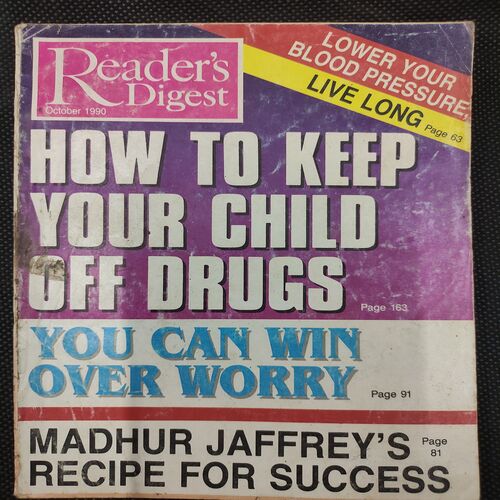 Reader's
Digest
October 1990
LOWER YOUR
BLOOD PRESSURE,
LIVE LONG Page 63
HOW TO KEEP
YOUR CHILD
OFF DRUGS
Page 163
YOU CAN WIN
OVER WORRY
Page 91
MADHUR JAFFREY'S Page
81
RECIPE FOR SUCCESS